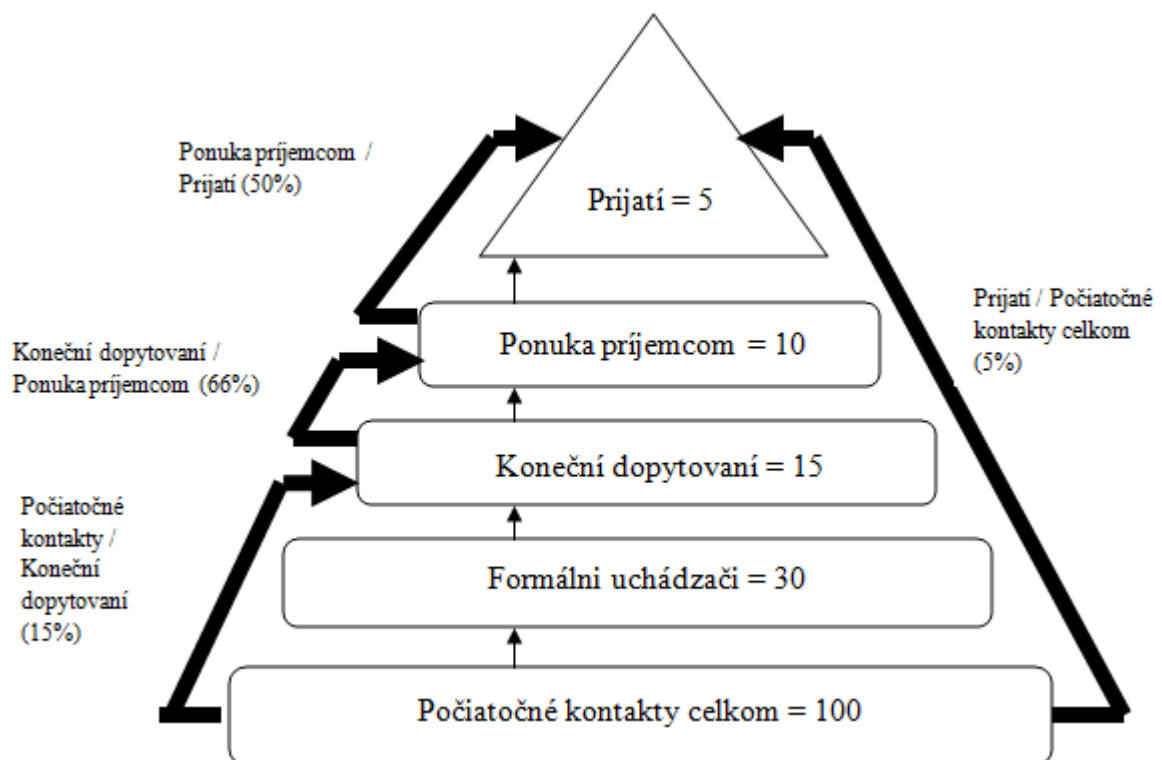 Ponuka príjemcom /
Prijatí (50%)
Prijatí = 5
Prijatí / Počiatočné
kontakty celkom
(5%)
Ponuka príjemcom = 10
Koneční dopytovaní /
Ponuka príjemcom (66%)
Koneční dopytovaní = 15
Počiatočné
kontakty /
Koneční
dopytovaní
(15%)
Formálni uchádzači = 30
Počiatočné kontakty celkom = 100